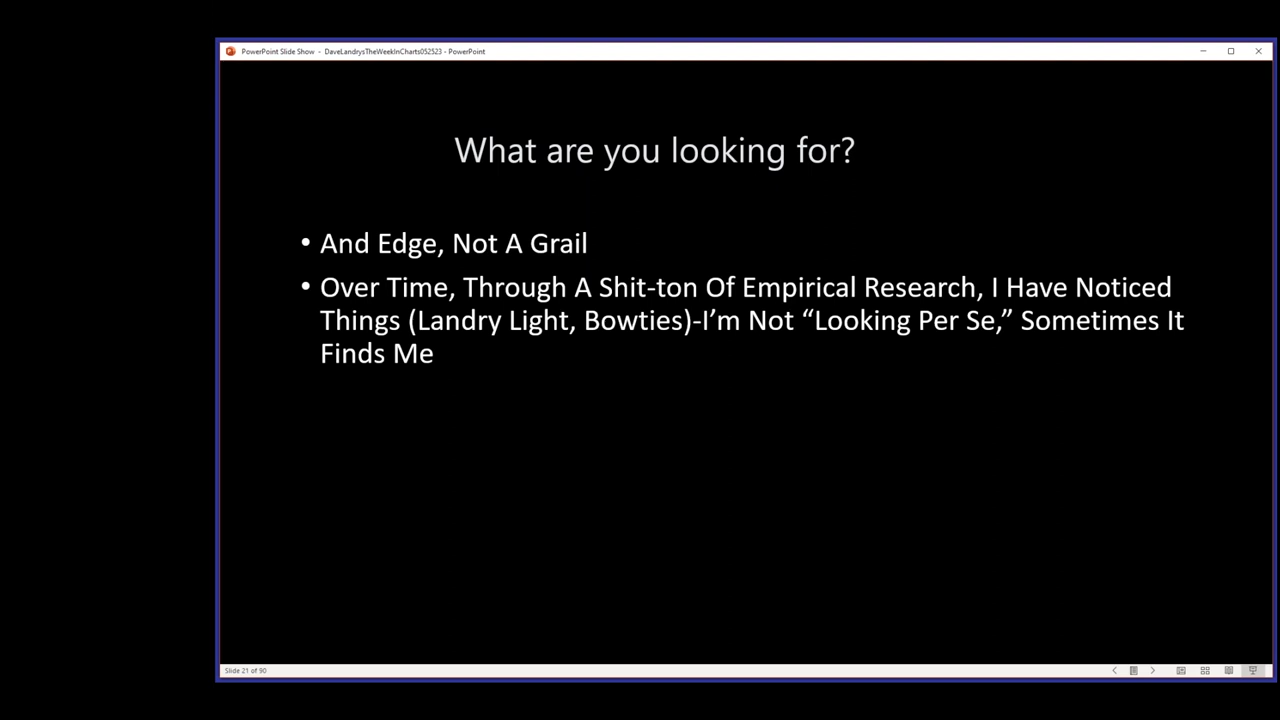 PowerPoint Slide Show - DaveLandrysTheWeekInCharts052523 - PowerPoint
What are you looking for?
• And Edge, Not A Grail
• Over Time, Through A Shit-ton Of Empirical Research, I Have Noticed
Things (Landry Light, Bowties)-I’m Not “Looking Per Se,” Sometimes It
Finds Me
Slide 21 of 90